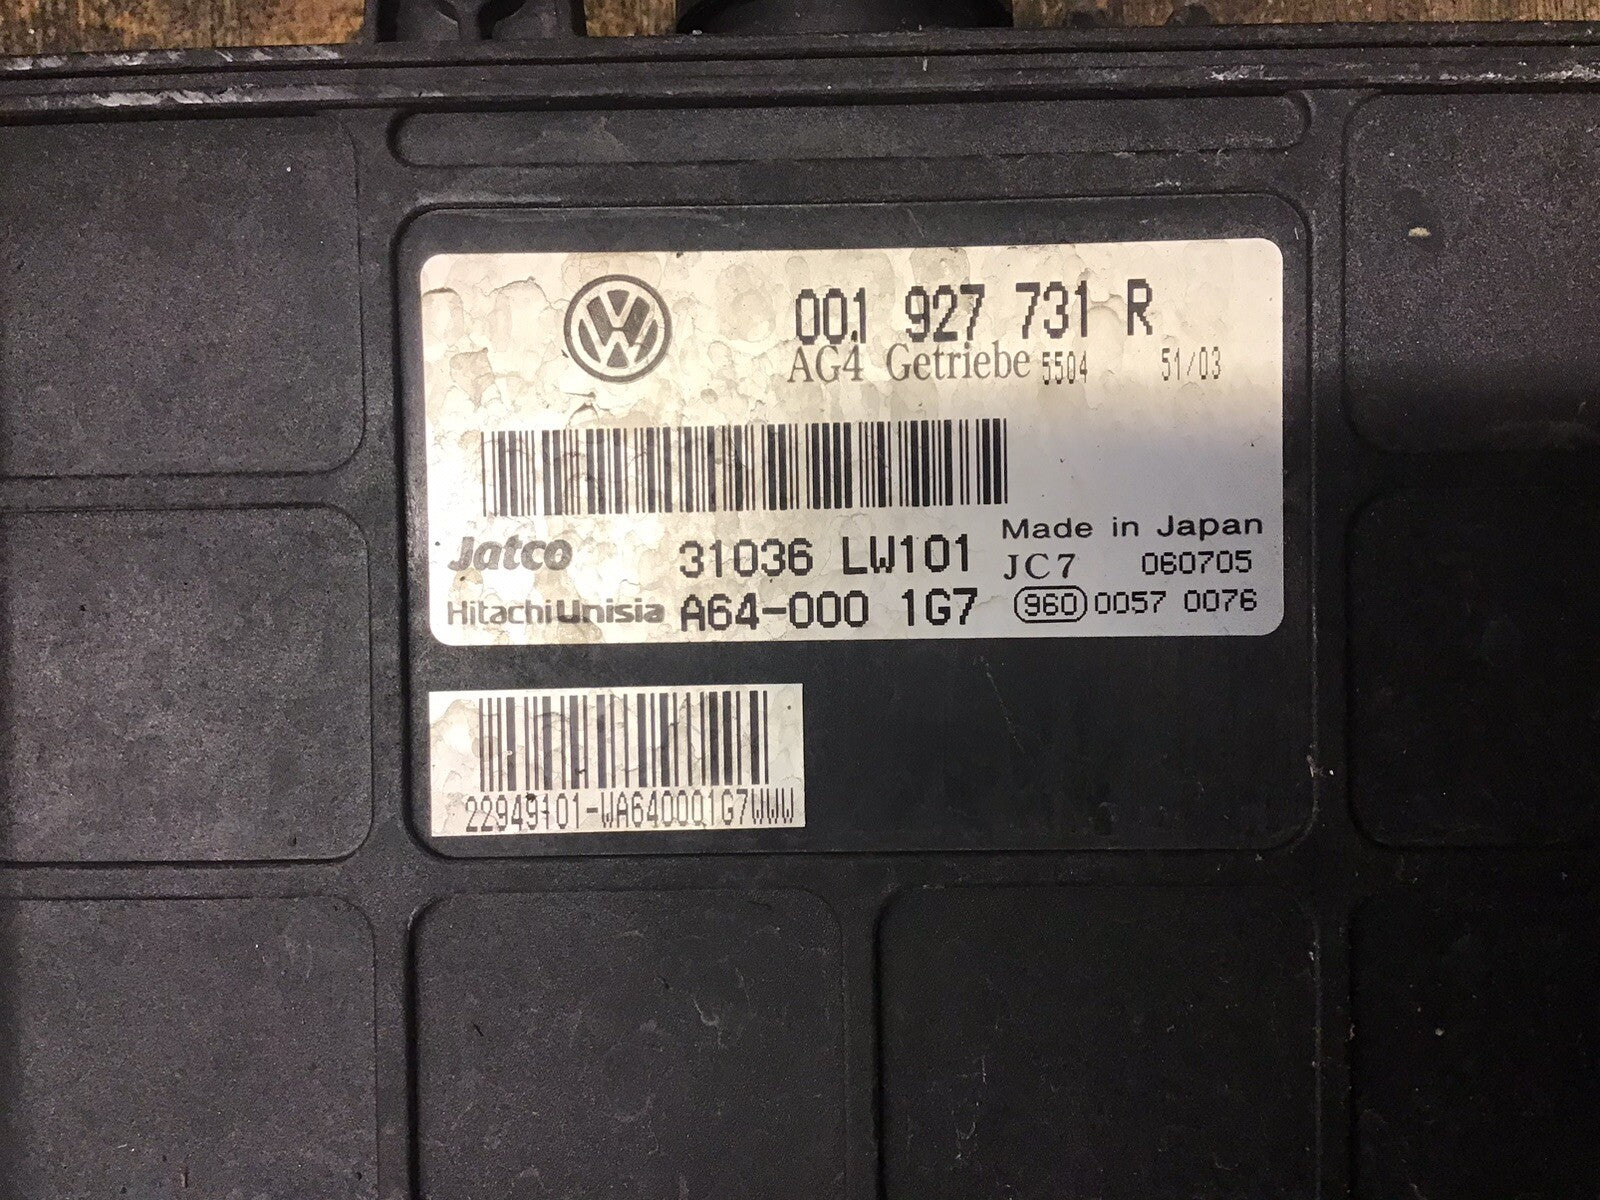 VW
001 927 731 R
AG4 Getriebe 5504 51/03
Made in Japan
Jatco 31036 LW101 JC7 060705
HitachiUnisia A64-000 1G7 960 0057 0076
22949101-WA640001G7WWW